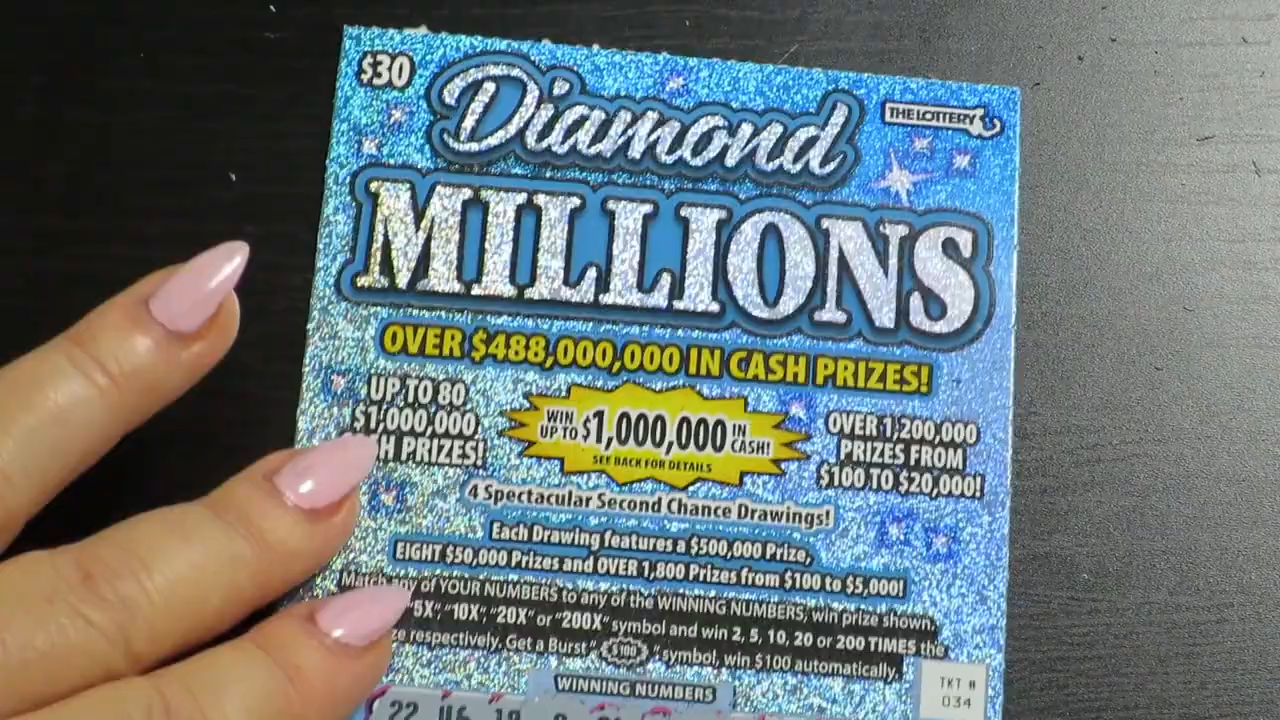 $30
Diamond
THE LOTTERY
MILLIONS
OVER $488,000,000 IN CASH PRIZES!
UP TO 80
$1,000,000
H PRIZES!
WIN UP TO $1,000,000 IN CASH!
SEE BACK FOR DETAILS
OVER 1,200,000
PRIZES FROM
$100 TO $20,000!
4 Spectacular Second Chance Drawings!
Each Drawing features a $500,000 Prize,
EIGHT $50,000 Prizes and OVER 1,800 Prizes from $100 to $5,000!
Match any of YOUR NUMBERS to any of the WINNING NUMBERS, win prize shown.
"5X", "10X", "20X" or "200X" symbol and win 2, 5, 10, 20 or 200 TIMES the
respectively. Get a Burst " $100 " symbol, win $100 automatically.
TKT #
034
WINNING NUMBERS
22